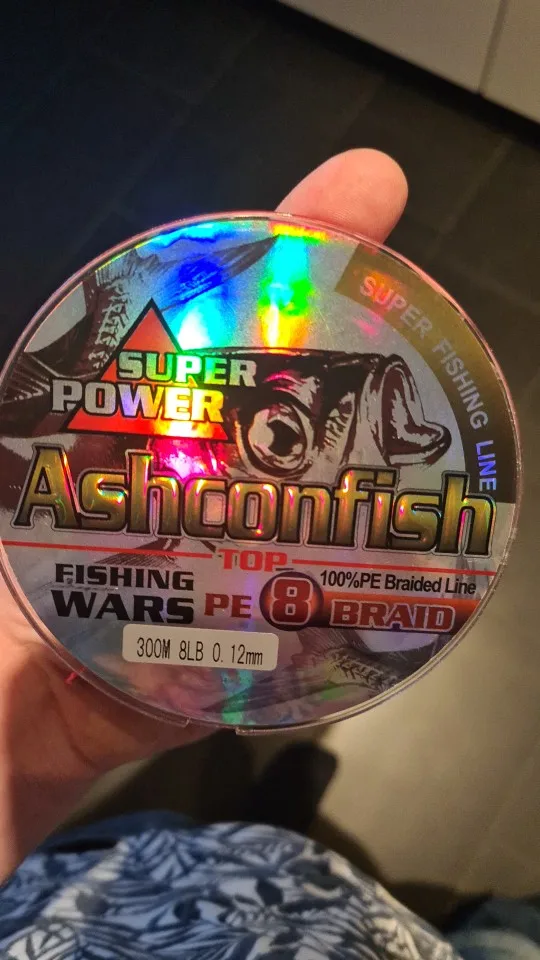 SUPER FISHING LINE
SUPER
POWER
Ashconfish
TOP
FISHING
WARS
PE 8 BRAID
100%PE Braided Line
300M 8LB 0.12mm